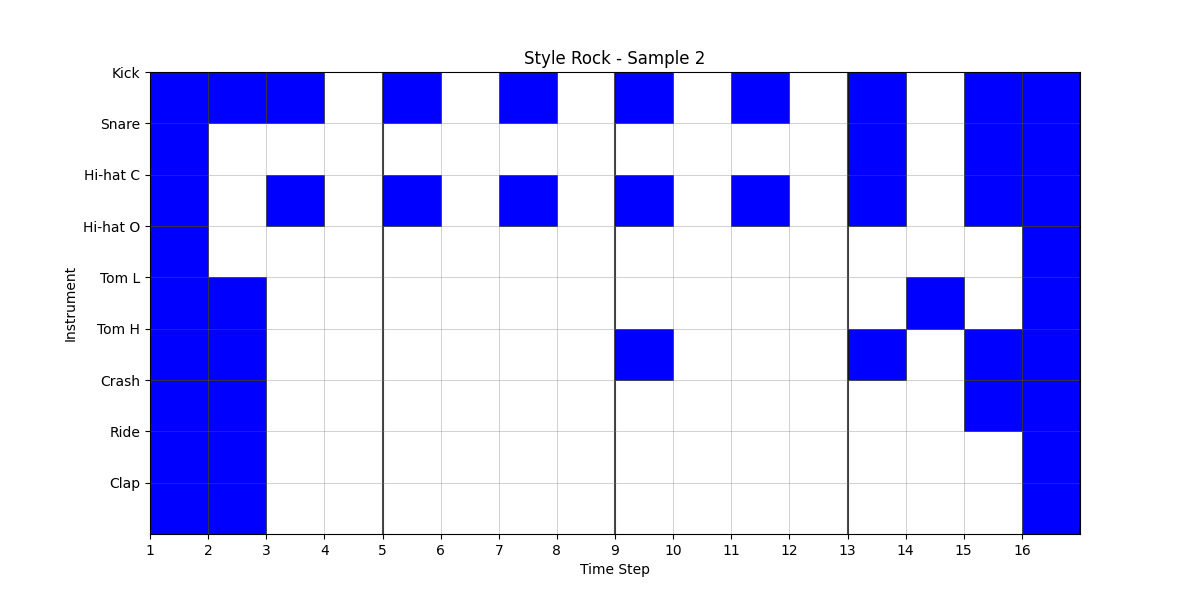 Style Rock - Sample 2
Kick
Snare
Hi-hat C
Hi-hat O
Tom L
Tom H
Crash
Ride
Clap
Instrument
1 2 3 4 5 6 7 8 9 10 11 12 13 14 15 16
Time Step